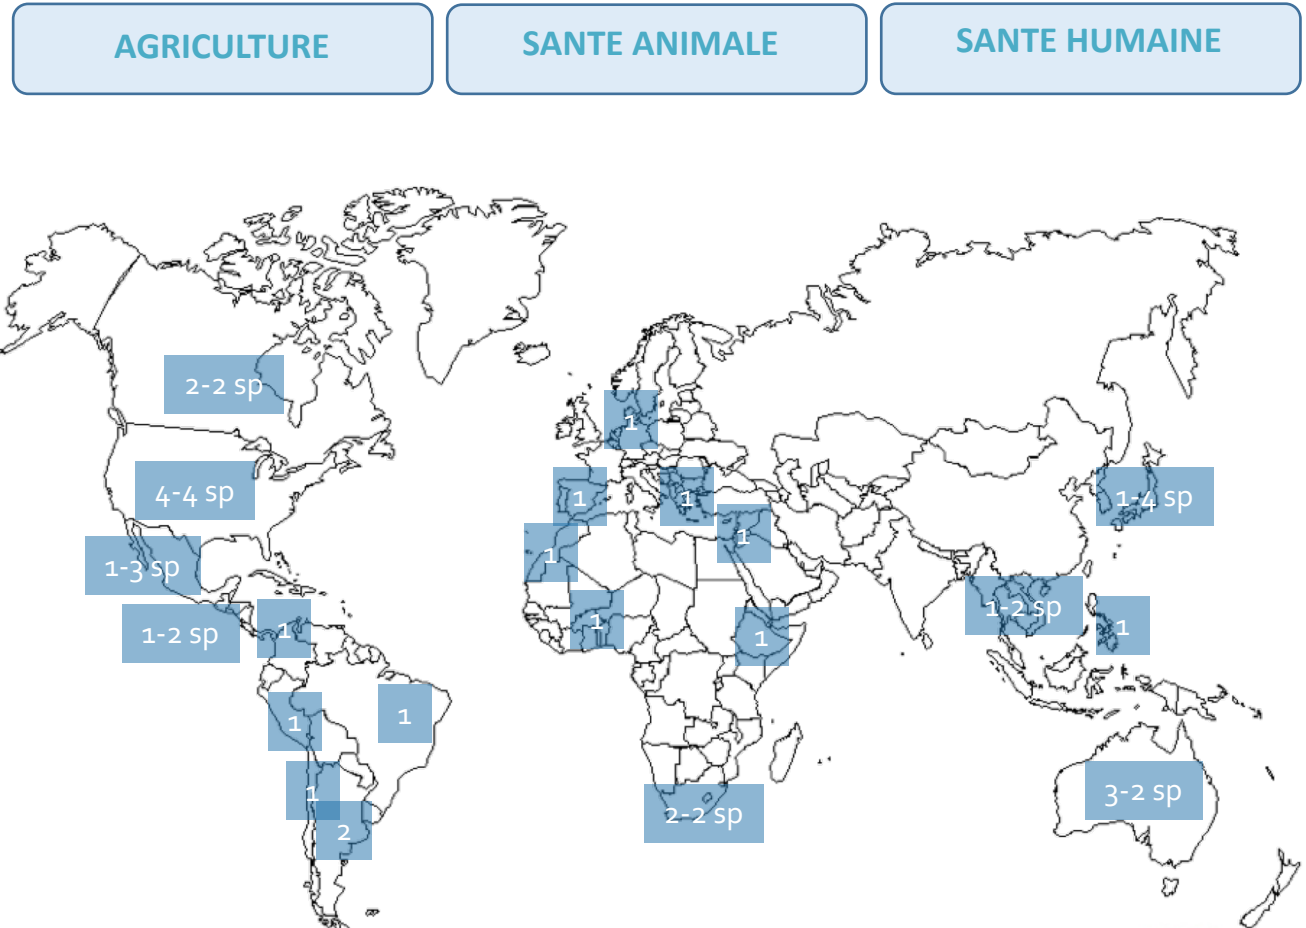 AGRICULTURE
SANTE ANIMALE
SANTE HUMAINE
2-2 sp
1
4-4 sp
1
1
1-4 sp
1
1
1-3 sp
1
1-2 sp
1
1
1-2 sp
1
1
1
1
2-2 sp
3-2 sp
2